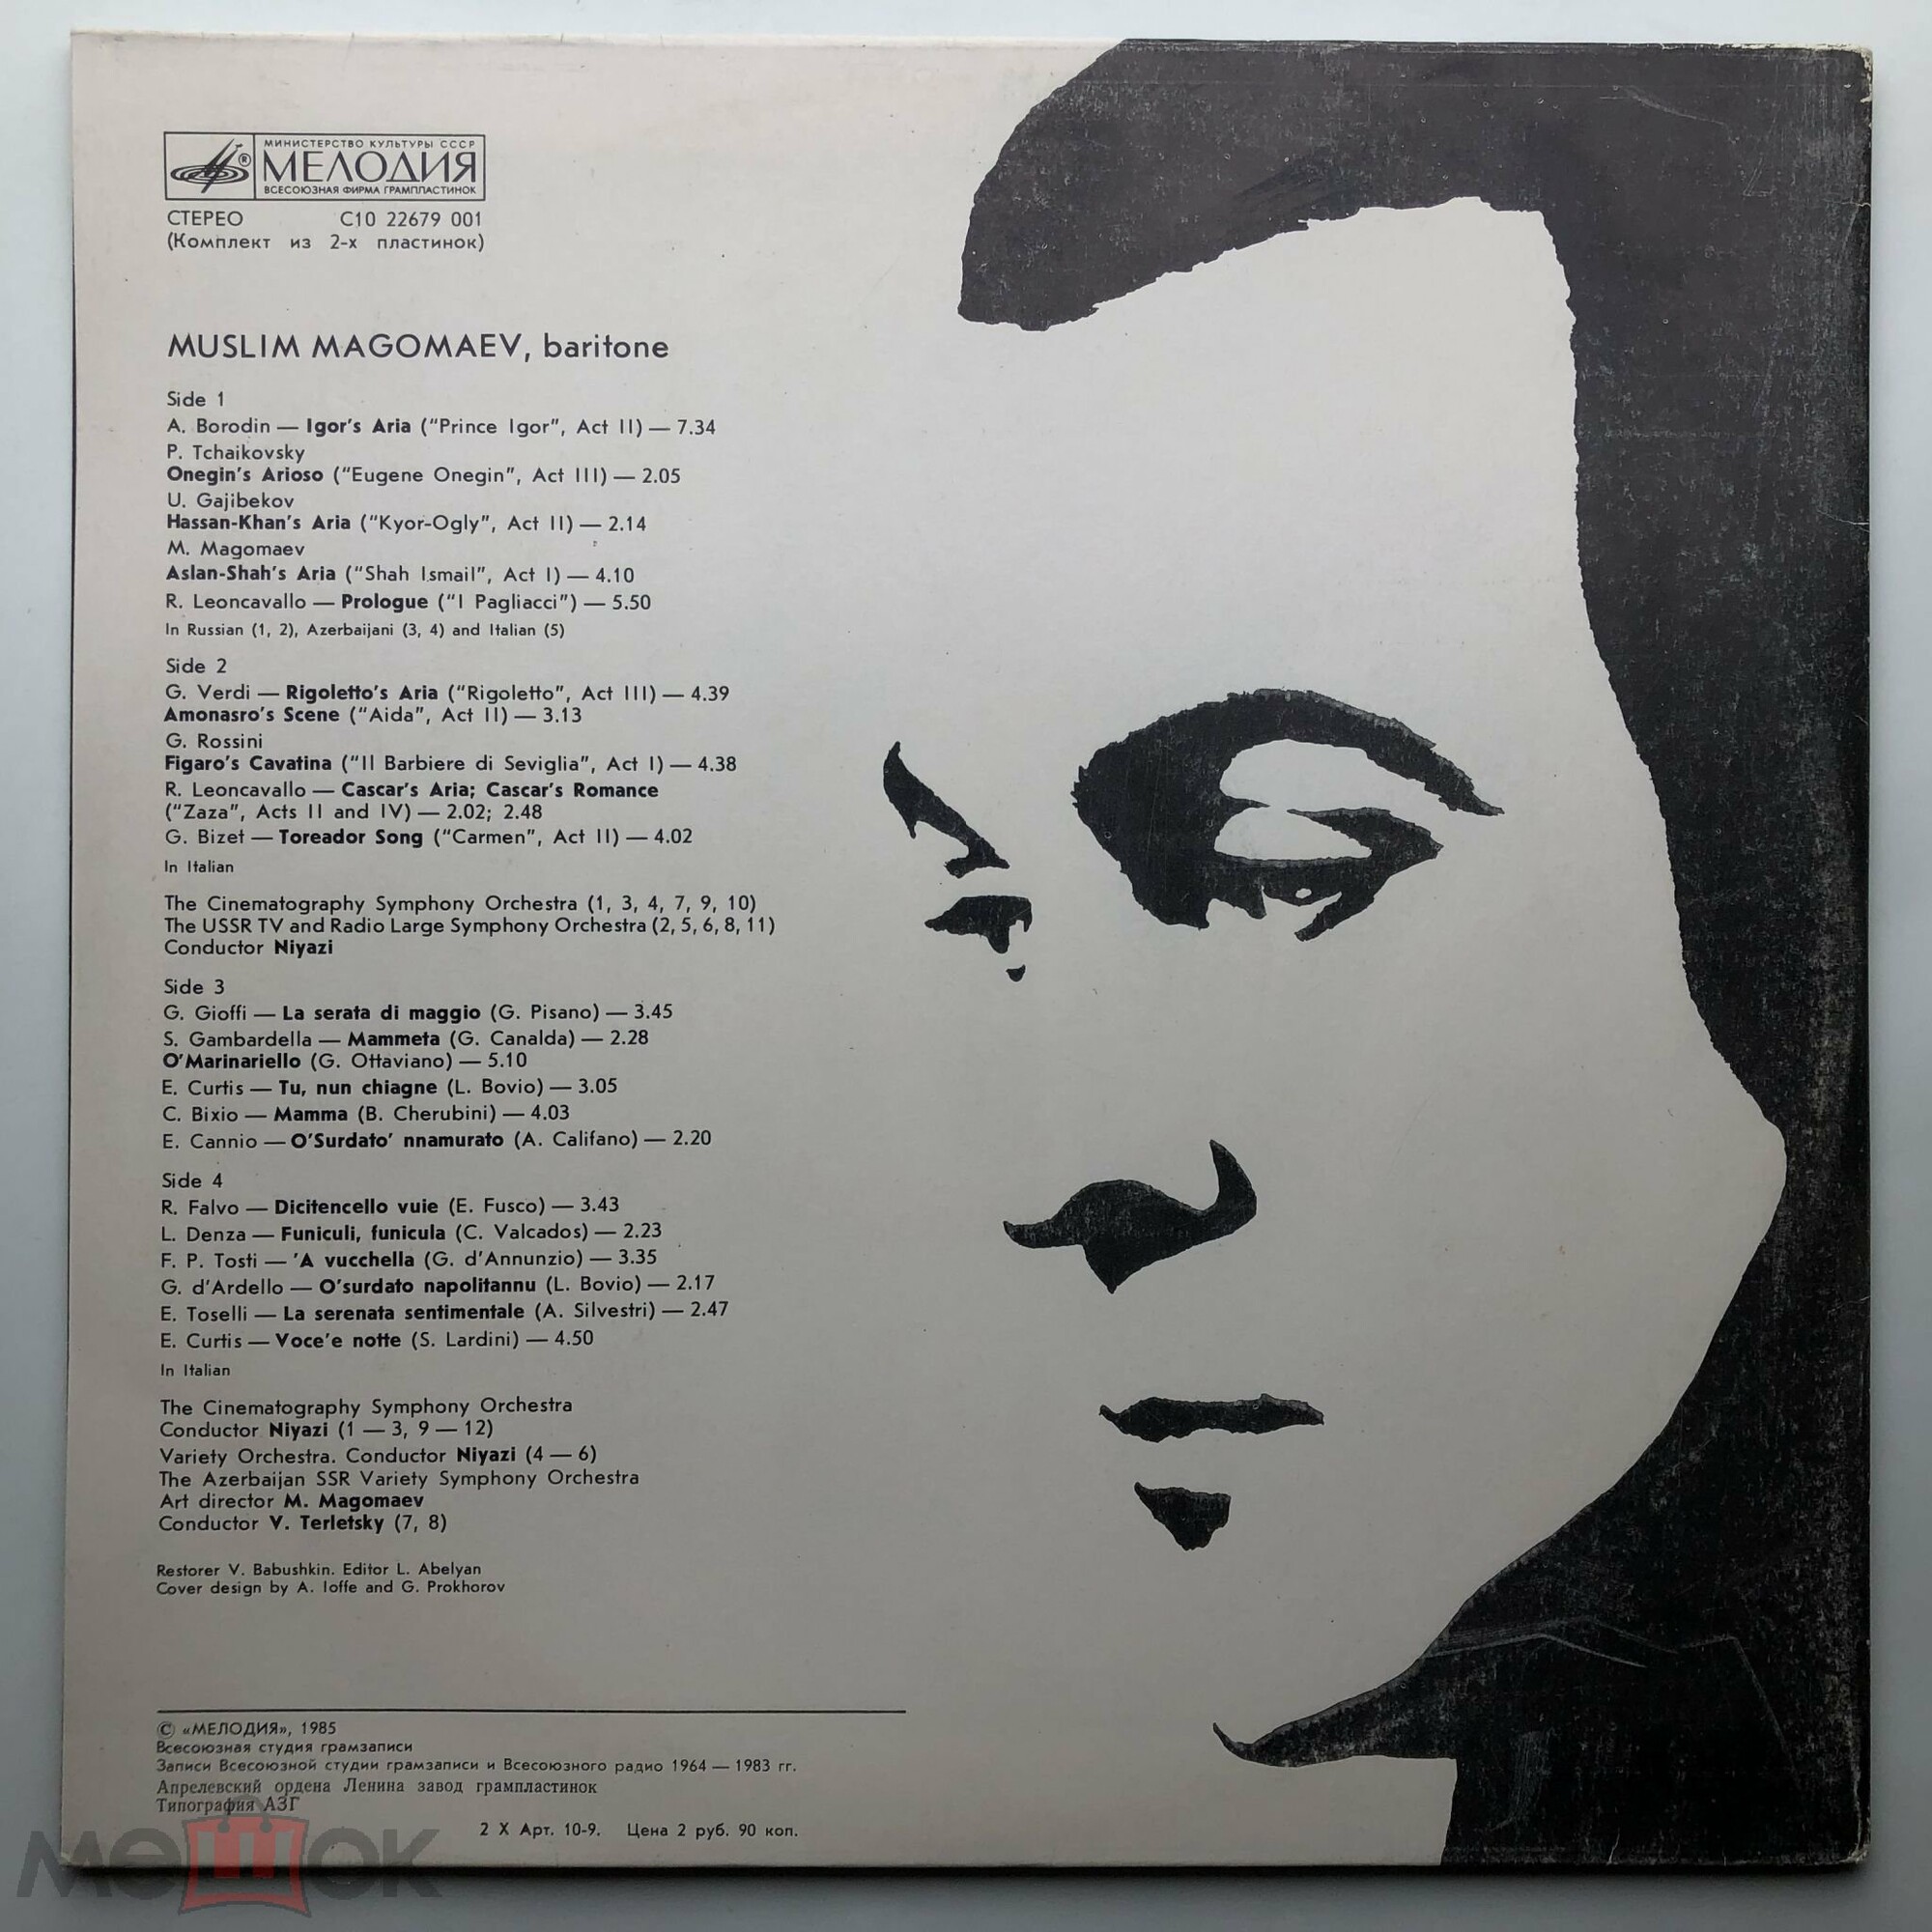 МИНИСТЕРСТВО КУЛЬТУРЫ СССР
МЕЛОДИЯ
ВСЕСОЮЗНАЯ ФИРМА ГРАМПЛАСТИНОК
СТЕРЕО С10 22679 001
(Комплект из 2-х пластинок)
MUSLIM MAGOMAEV, baritone
Side 1
A. Borodin — Igor's Aria (“Prince Igor”, Act II) — 7.34
P. Tchaikovsky
Onegin's Arioso (“Eugene Onegin”, Act III) — 2.05
U. Gajibekov
Hassan-Khan's Aria (“Kyor-Ogly”, Act II) — 2.14
M. Magomaev
Aslan-Shah's Aria (“Shah Ismail”, Act I) — 4.10
R. Leoncavallo — Prologue (“I Pagliacci”) — 5.50
In Russian (1, 2), Azerbaijani (3, 4) and Italian (5)
Side 2
G. Verdi — Rigoletto's Aria (“Rigoletto”, Act III) — 4.39
Amonasro's Scene (“Aida”, Act II) — 3.13
G. Rossini
Figaro's Cavatina (“Il Barbiere di Seviglia”, Act I) — 4.38
R. Leoncavallo — Cascar's Aria; Cascar's Romance
(“Zaza”, Acts II and IV) — 2.02; 2.48
G. Bizet — Toreador Song (“Carmen”, Act II) — 4.02
In Italian
The Cinematography Symphony Orchestra (1, 3, 4, 7, 9, 10)
The USSR TV and Radio Large Symphony Orchestra (2, 5, 6, 8, 11)
Conductor Niyazi
Side 3
G. Gioffi — La serata di maggio (G. Pisano) — 3.45
S. Gambardella — Mammeta (G. Canalda) — 2.28
O'Marinariello (G. Ottaviano) — 5.10
E. Curtis — Tu, nun chiagne (L. Bovio) — 3.05
C. Bixio — Mamma (B. Cherubini) — 4.03
E. Cannio — O'Surdato' nnamurato (A. Califano) — 2.20
Side 4
R. Falvo — Dicitencello vuie (E. Fusco) — 3.43
L. Denza — Funiculi, funicula (C. Valcados) — 2.23
F. P. Tosti — 'A vucchella (G. d'Annunzio) — 3.35
G. d'Ardello — O'surdato napolitannu (L. Bovio) — 2.17
E. Toselli — La serenata sentimentale (A. Silvestri) — 2.47
E. Curtis — Voce'e notte (S. Lardini) — 4.50
In Italian
The Cinematography Symphony Orchestra
Conductor Niyazi (1 — 3, 9 — 12)
Variety Orchestra. Conductor Niyazi (4 — 6)
The Azerbaijan SSR Variety Symphony Orchestra
Art director M. Magomaev
Conductor V. Terletsky (7, 8)
Restorer V. Babushkin. Editor L. Abelyan
Cover design by A. Ioffe and G. Prokhorov
© «МЕЛОДИЯ», 1985
Всесоюзная студия грамзаписи
Записи Всесоюзной студии грамзаписи и Всесоюзного радио 1964 — 1983 гг.
Апрелевский ордена Ленина завод грампластинок
Типография АЗГ
2 X Арт. 10-9. Цена 2 руб. 90 коп.
мешок